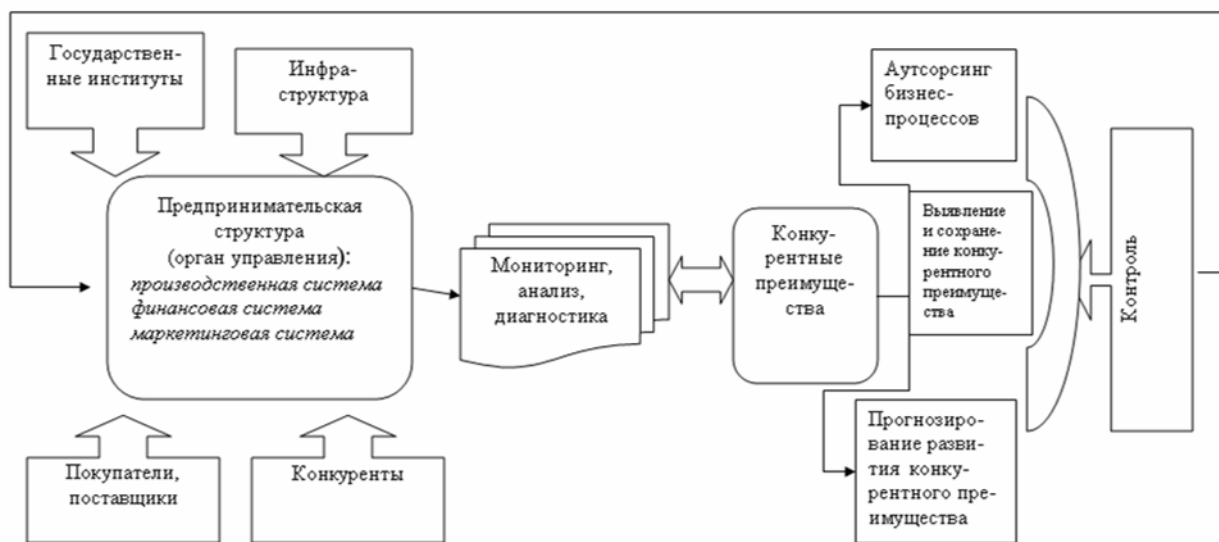 Государствен-
ные институты
Инфра-
структура
Предпринимательская
структура
(орган управления):
производственная система
финансовая система
маркетинговая система
Покупатели,
поставщики
Конкуренты
Мониторинг,
анализ,
диагностика
Конку-
рентные
преимуще-
ства
Аутсорсинг
бизнес-
процессов
Выявление
и сохране-
ние конку-
рентного
преимуще-
ства
Прогнозиро-
вание разви-
тия конку-
рентного пре-
имущества
Контроль